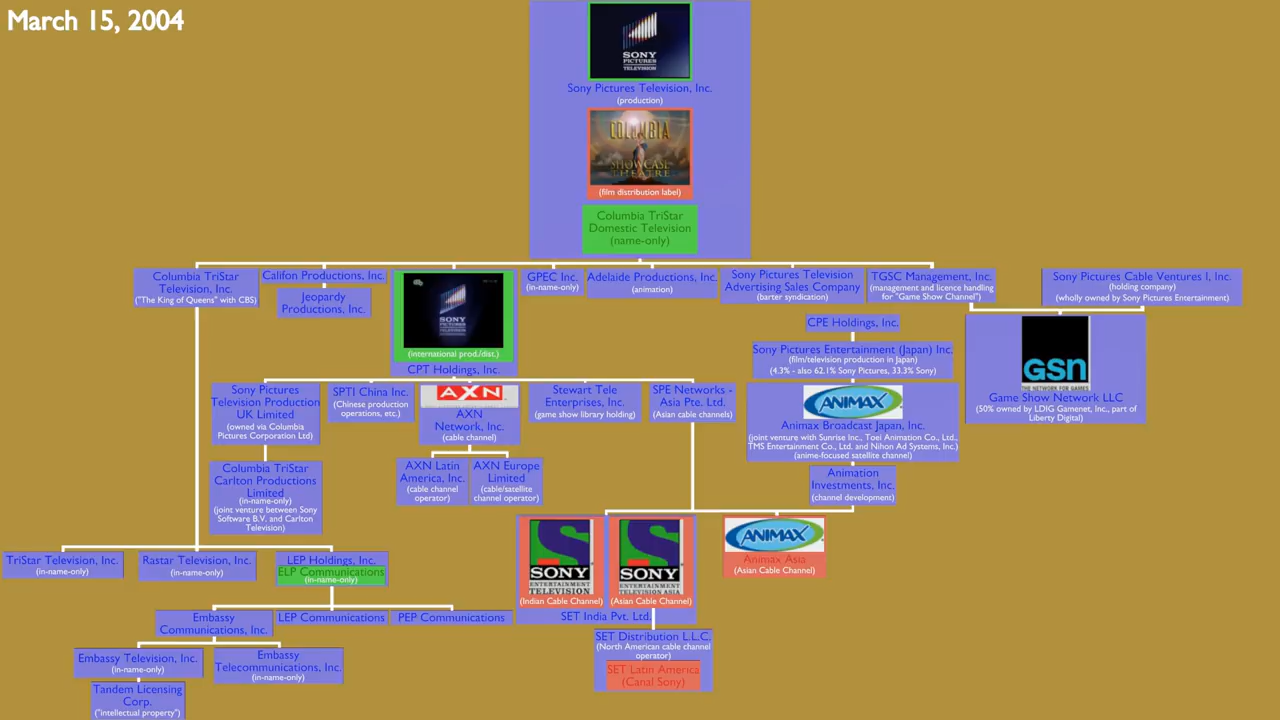 March 15, 2004
SONY
PICTURES
TELEVISION
Sony Pictures Television, Inc.
(production)
COLUMBIA
SHOWCASE
THEATRE
(film distribution label)
Columbia TriStar
Domestic Television
(name-only)
Columbia TriStar
Television, Inc.
("The King of Queens" with CBS)
Califon Productions, Inc.
Jeopardy
Productions, Inc.
SONY
PICTURES
TELEVISION
(international prod./dist.)
CPT Holdings, Inc.
GPEC Inc.
(in-name-only)
Adelaide Productions, Inc.
(animation)
Sony Pictures Television
Advertising Sales Company
(barter syndication)
TGSC Management, Inc.
(management and licence handling
for "Game Show Channel")
Sony Pictures Cable Ventures I, Inc.
(holding company)
(wholly owned by Sony Pictures Entertainment)
CPE Holdings, Inc.
Sony Pictures Entertainment (Japan) Inc.
(film/television production in Japan)
(4.3% - also 62.1% Sony Pictures, 33.3% Sony)
gsn
THE NETWORK FOR GAMES
Game Show Network LLC
(50% owned by LDIG Gamenet, Inc., part of
Liberty Digital)
Sony Pictures
Television Production
UK Limited
(owned via Columbia
Pictures Corporation Ltd)
SPTI China Inc.
(Chinese production
operations, etc.)
AXN
AXN
Network, Inc.
(cable channel)
Stewart Tele
Enterprises, Inc.
(game show library holding)
SPE Networks -
Asia Pte. Ltd.
(Asian cable channels)
ANIMAX
Animax Broadcast Japan, Inc.
(joint venture with Sunrise Inc., Toei Animation Co., Ltd.,
TMS Entertainment Co., Ltd. and Nihon Ad Systems, Inc.)
(anime-focused satellite channel)
Columbia TriStar
Carlton Productions
Limited
(in-name-only)
(joint venture between Sony
Software B.V. and Carlton
Television)
AXN Latin
America, Inc.
(cable channel
operator)
AXN Europe
Limited
(cable/satellite
channel operator)
Animation
Investments, Inc.
(channel development)
TriStar Television, Inc.
(in-name-only)
Rastar Television, Inc.
(in-name-only)
LEP Holdings, Inc.
ELP Communications
(in-name-only)
SONY
ENTERTAINMENT
TELEVISION
(Indian Cable Channel)
SONY
ENTERTAINMENT
TELEVISION ASIA
(Asian Cable Channel)
SET India Pvt. Ltd.
ANIMAX
Animax Asia
(Asian Cable Channel)
Embassy
Communications, Inc.
LEP Communications
PEP Communications
SET Distribution L.L.C.
(North American cable channel
operator)
SET Latin America
(Canal Sony)
Embassy Television, Inc.
(in-name-only)
Embassy
Telecommunications, Inc.
(in-name-only)
Tandem Licensing
Corp.
("intellectual property")